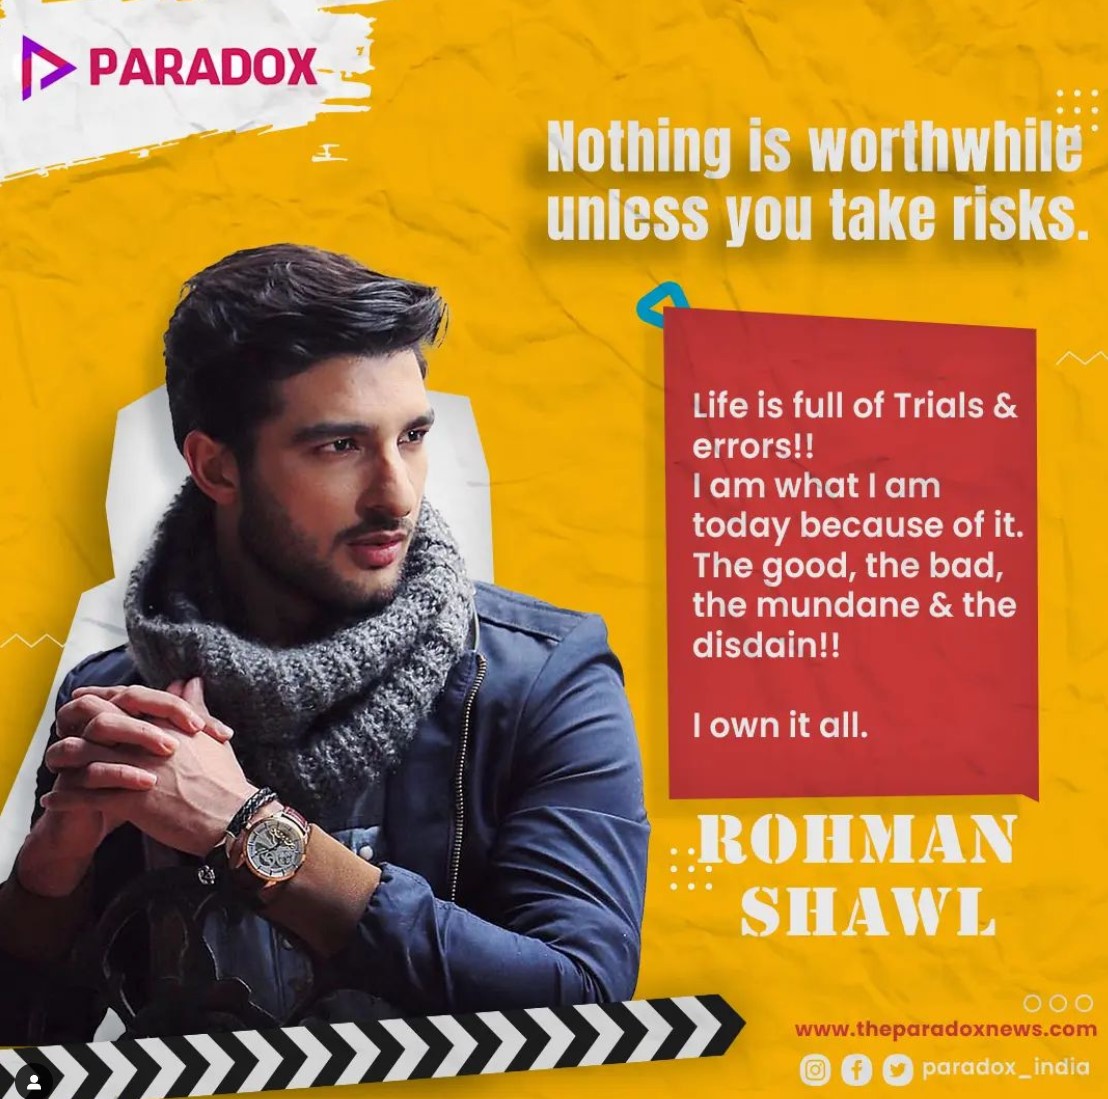 PARADOX
Nothing is worthwhile
unless you take risks.
Life is full of Trials &
errors!!
I am what I am
today because of it.
The good, the bad,
the mundane & the
disdain!!
I own it all.
ROHMAN
SHAWL
www.theparadoxnews.com
paradox_india